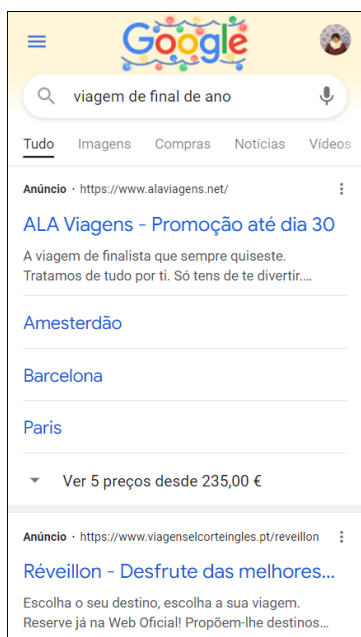 Google
viagem de final de ano
Tudo Imagens Compras Notícias Vídeos
Anúncio · https://www.alaviagens.net/
ALA Viagens - Promoção até dia 30
A viagem de finalista que sempre quiseste.
Tratamos de tudo por ti. Só tens de te divertir....
Amesterdão
Barcelona
Paris
Ver 5 preços desde 235,00 €
Anúncio · https://www.viagenselcorteingles.pt/reveillon
Réveillon - Desfrute das melhores...
Escolha o seu destino, escolha a sua viagem.
Reserve já na Web Oficial! Propõem-lhe destinos...